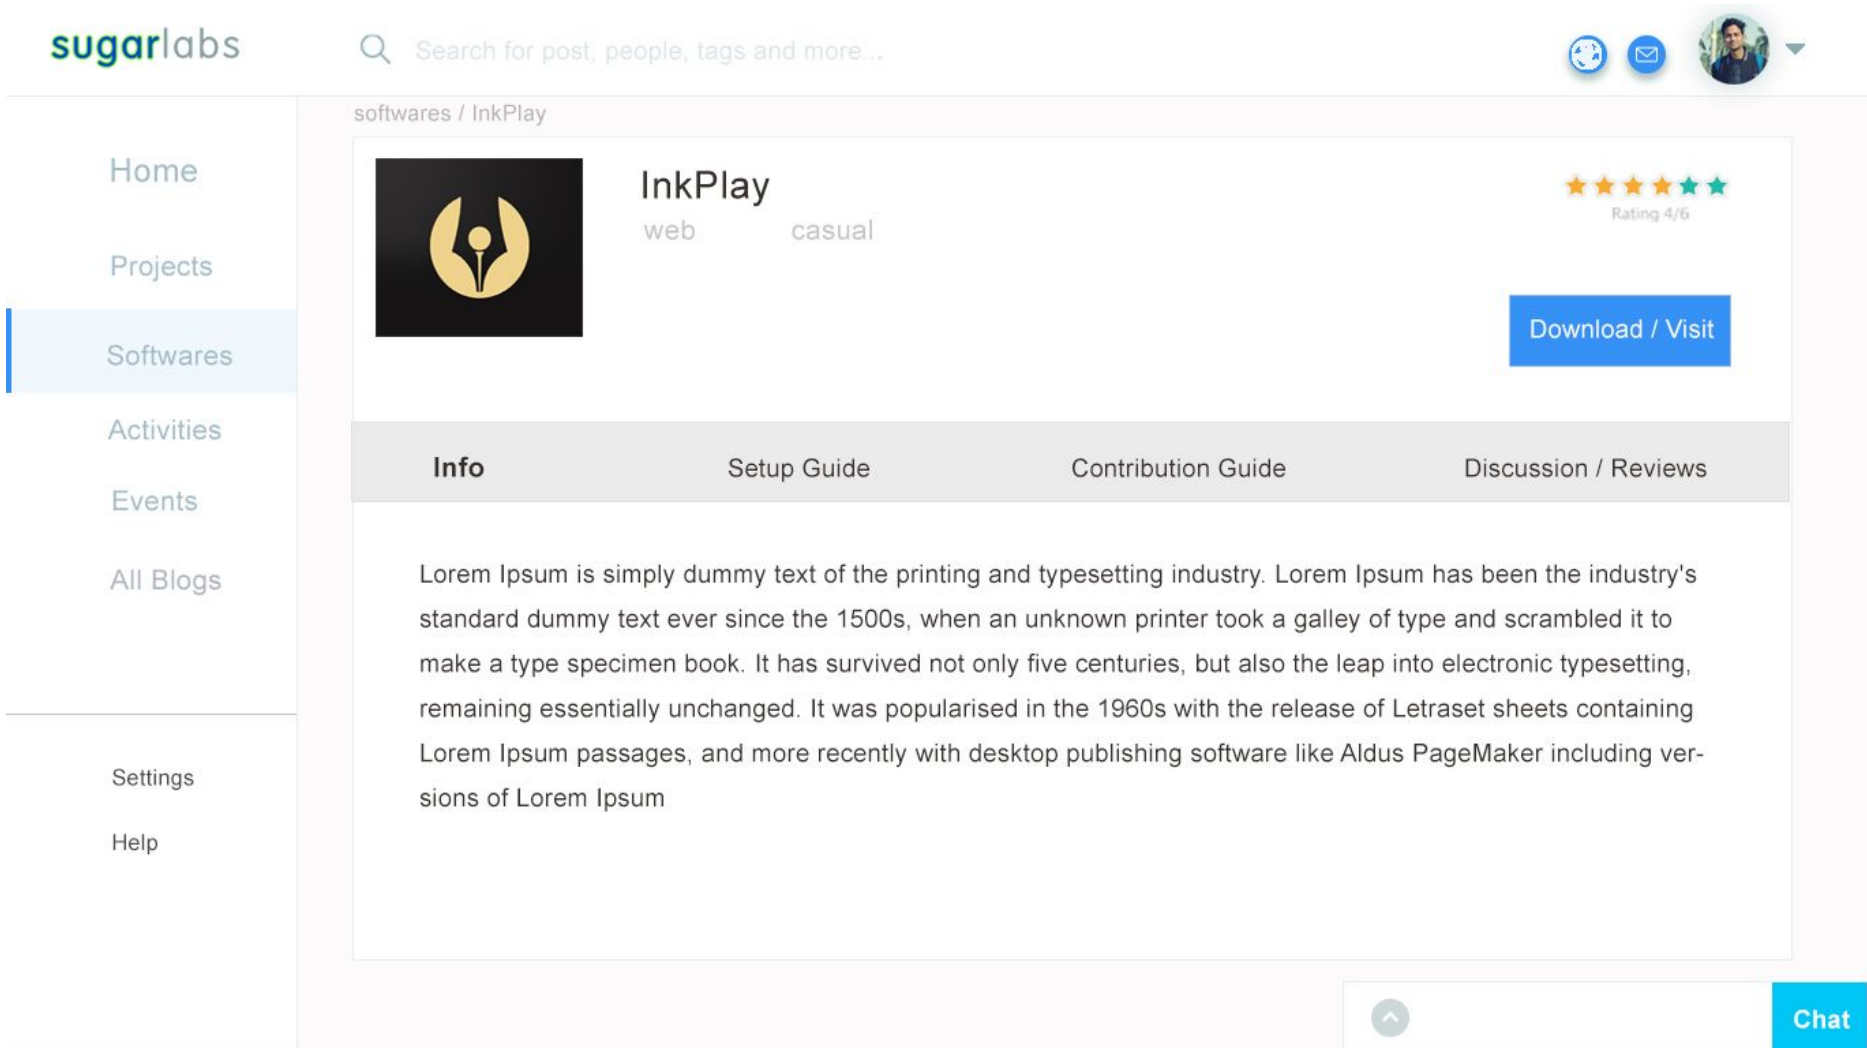 sugarlabs
Search for post, people, tags and more...
softwares / InkPlay
Home
Projects
Softwares
Activities
Events
All Blogs
Settings
Help
InkPlay
web casual
Rating 4/6
Download / Visit
Info Setup Guide Contribution Guide Discussion / Reviews
Lorem Ipsum is simply dummy text of the printing and typesetting industry. Lorem Ipsum has been the industry's
standard dummy text ever since the 1500s, when an unknown printer took a galley of type and scrambled it to
make a type specimen book. It has survived not only five centuries, but also the leap into electronic typesetting,
remaining essentially unchanged. It was popularised in the 1960s with the release of Letraset sheets containing
Lorem Ipsum passages, and more recently with desktop publishing software like Aldus PageMaker including ver-
sions of Lorem Ipsum
Chat